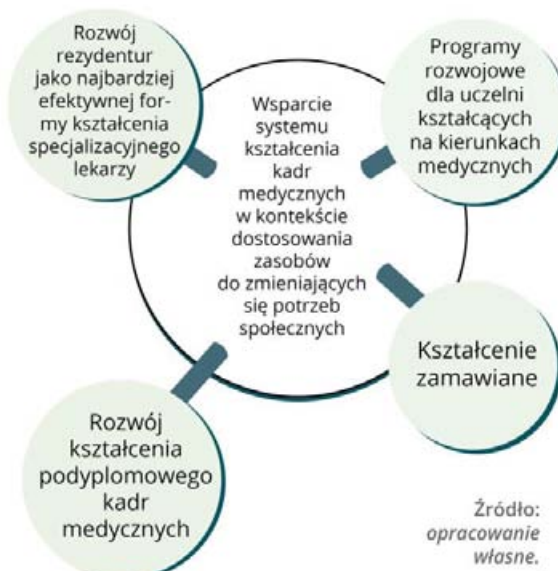 Rozwój
rezydentur
jako najbardziej
efektywnej for-
my kształcenia
specjalizacyjnego
lekarzy
Programy
rozwojowe
dla uczelni
kształcących
na kierunkach
medycznych
Wsparcie
systemu
kształcenia
kadr
medycznych
w kontekście
dostosowania
zasobów
do zmieniających
się potrzeb
społecznych
Kształcenie
zamawiane
Rozwój
kształcenia
podyplomowego
kadr
medycznych
Źródło:
opracowanie
własne.